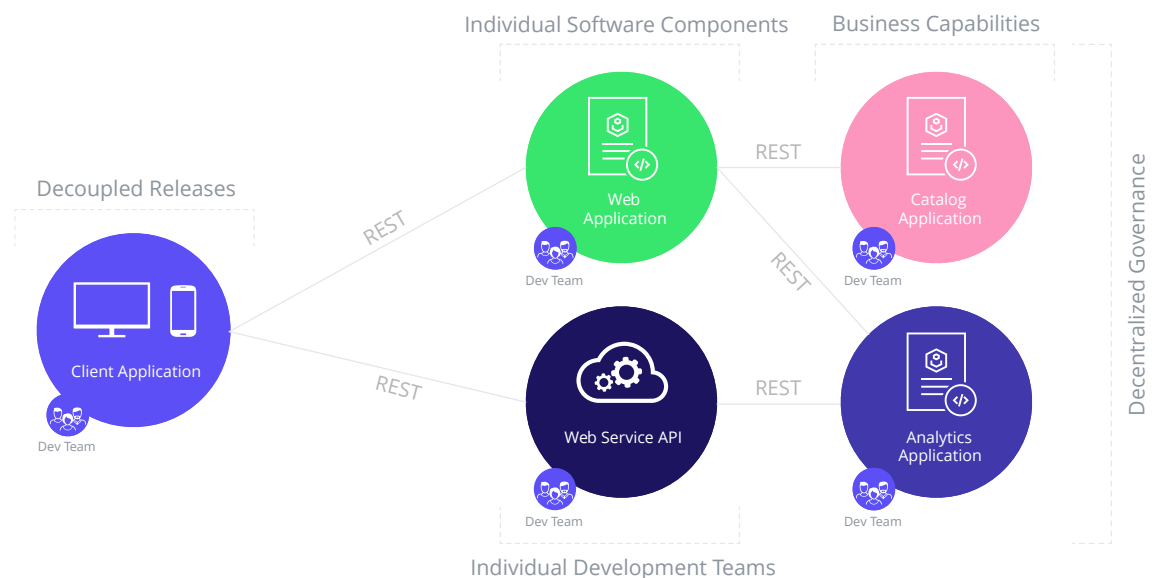 Individual Software Components
Business Capabilities
Decoupled Releases
REST
REST
REST
REST
REST
Web
Application
Dev Team
Catalog
Application
Dev Team
Client Application
Dev Team
Web Service API
Dev Team
Analytics
Application
Dev Team
Decentralized Governance
Individual Development Teams